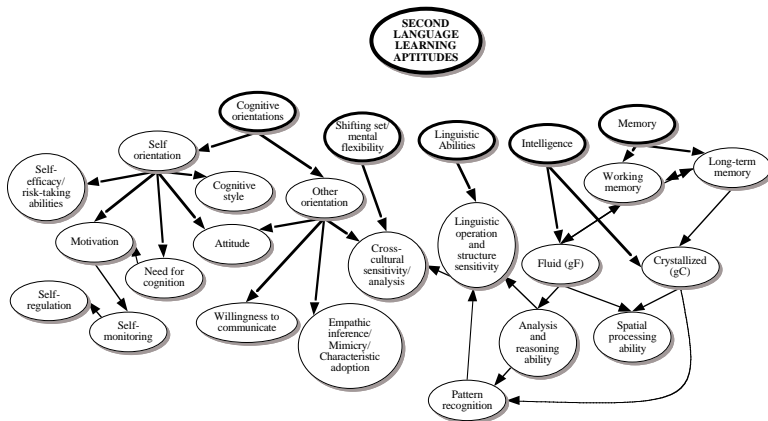 SECOND
LANGUAGE
LEARNING
APTITUDES
Cognitive
orientations
Shifting set/
mental
flexibility
Linguistic
Abilities
Intelligence
Memory
Self
orientation
Self-
efficacy/
risk-taking
abilities
Cognitive
style
Other
orientation
Working
memory
Long-term
memory
Motivation
Need for
cognition
Attitude
Cross-
cultural
sensitivity/
analysis
Linguistic
operation
and
structure
sensitivity
Fluid (gF)
Crystallized
(gC)
Self-
regulation
Self-
monitoring
Willingness to
communicate
Empathic
inference/
Mimicry/
Characteristic
adoption
Analysis
and
reasoning
ability
Spatial
processing
ability
Pattern
recognition